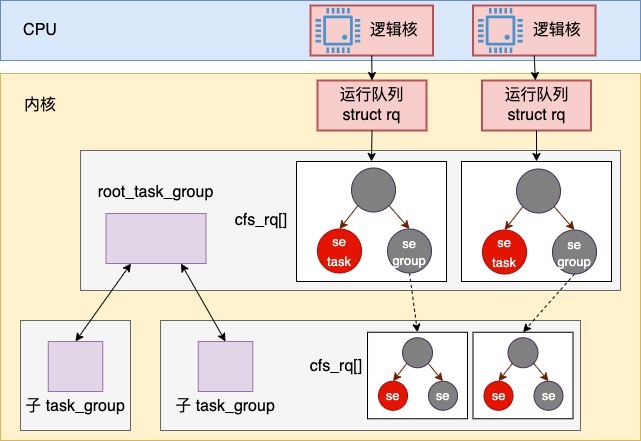 CPU
逻辑核
逻辑核
内核
运行队列
struct rq
运行队列
struct rq
root_task_group
cfs_rq[]
se
task
se
group
se
task
se
group
子 task_group
子 task_group
cfs_rq[]
se
se
se
se